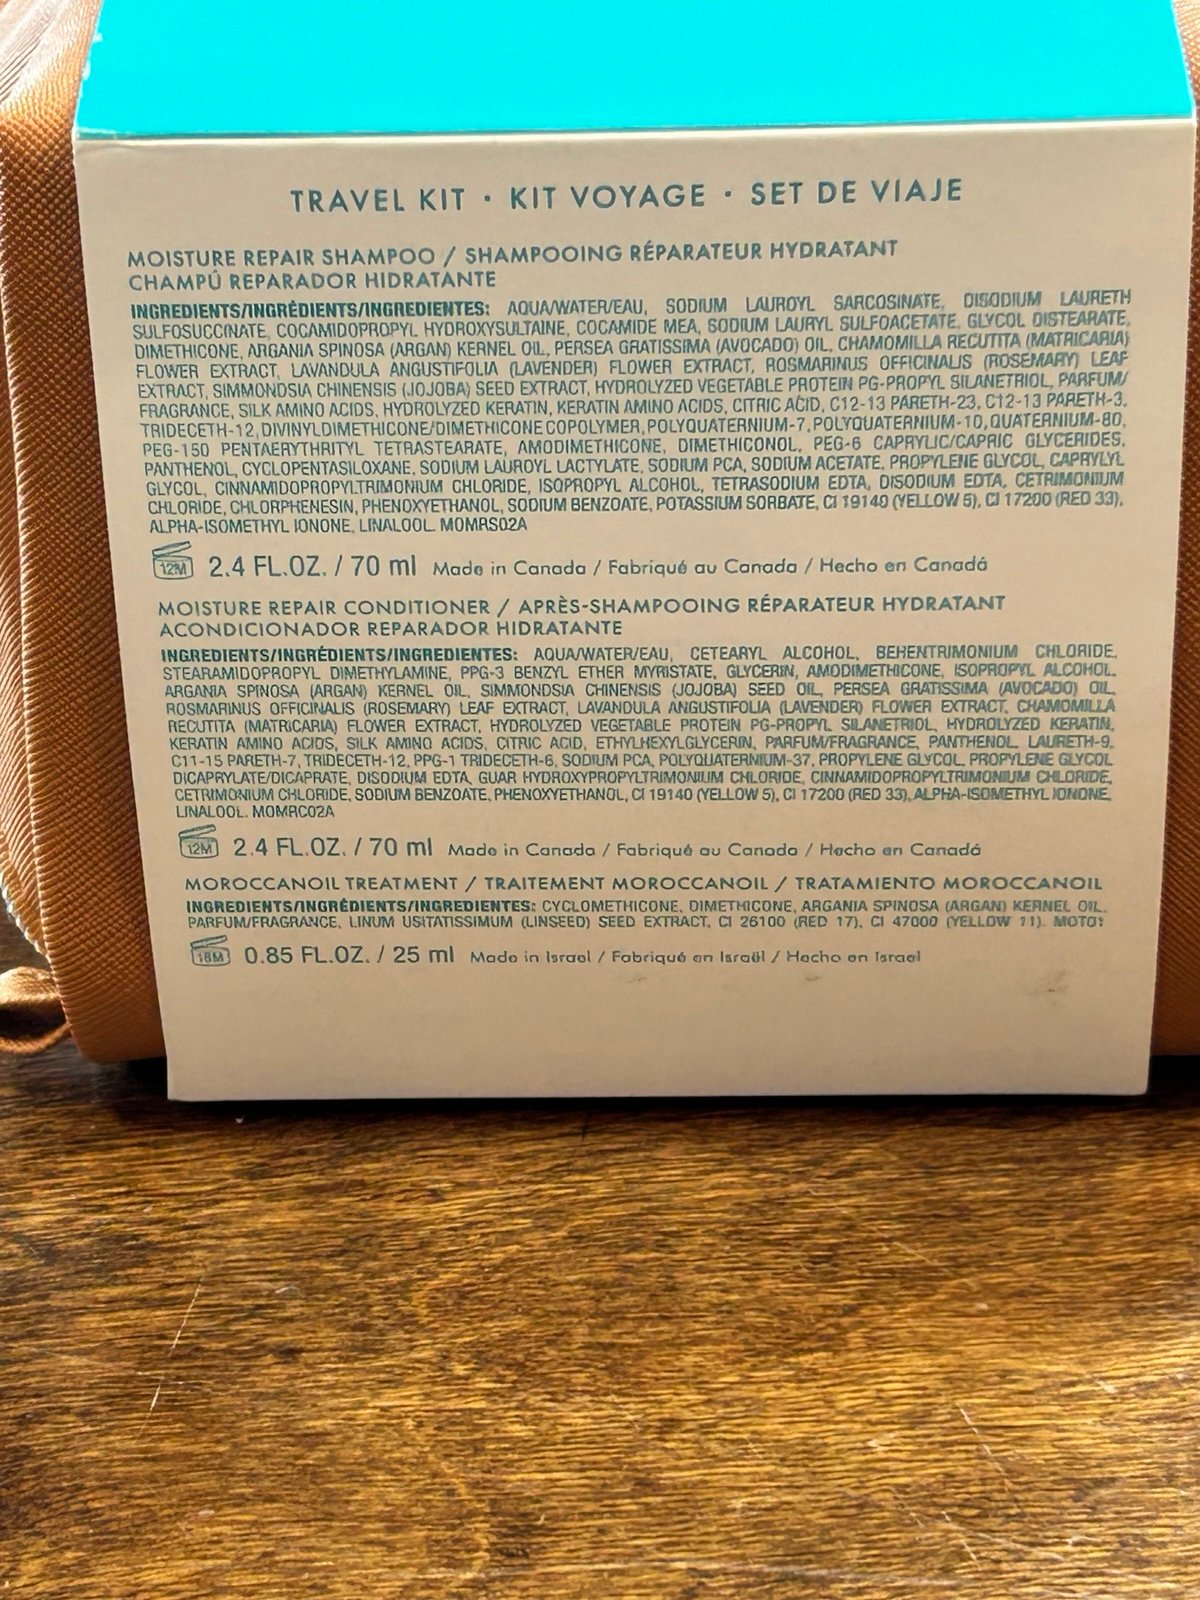 TRAVEL KIT · KIT VOYAGE · SET DE VIAJE
MOISTURE REPAIR SHAMPOO / SHAMPOOING RÉPARATEUR HYDRATANT
CHAMPÚ REPARADOR HIDRATANTE
INGREDIENTS/INGRÉDIENTS/INGREDIENTES: AQUA/WATER/EAU, SODIUM LAUROYL SARCOSINATE, DISODIUM LAURETH
SULFOSUCCINATE, COCAMIDOPROPYL HYDROXYSULTAINE, COCAMIDE MEA, SODIUM LAURYL SULFOACETATE, GLYCOL DISTEARATE,
DIMETHICONE, ARGANIA SPINOSA (ARGAN) KERNEL OIL, PERSEA GRATISSIMA (AVOCADO) OIL, CHAMOMILLA RECUTITA (MATRICARIA)
FLOWER EXTRACT, LAVANDULA ANGUSTIFOLIA (LAVENDER) FLOWER EXTRACT, ROSMARINUS OFFICINALIS (ROSEMARY) LEAF
EXTRACT, SIMMONDSIA CHINENSIS (JOJOBA) SEED EXTRACT, HYDROLYZED VEGETABLE PROTEIN PG-PROPYL SILANETRIOL, PARFUM/
FRAGRANCE, SILK AMINO ACIDS, HYDROLYZED KERATIN, KERATIN AMINO ACIDS, CITRIC ACID, C12-13 PARETH-23, C12-13 PARETH-3,
TRIDECETH-12, DIVINYLDIMETHICONE/DIMETHICONE COPOLYMER, POLYQUATERNIUM-7, POLYQUATERNIUM-10, QUATERNIUM-80,
PEG-150 PENTAERYTHRITYL TETRASTEARATE, AMODIMETHICONE, DIMETHICONOL, PEG-6 CAPRYLIC/CAPRIC GLYCERIDES,
PANTHENOL, CYCLOPENTASILOXANE, SODIUM LAUROYL LACTYLATE, SODIUM PCA, SODIUM ACETATE, PROPYLENE GLYCOL, CAPRYLYL
GLYCOL, CINNAMIDOPROPYLTRIMONIUM CHLORIDE, ISOPROPYL ALCOHOL, TETRASODIUM EDTA, DISODIUM EDTA, CETRIMONIUM
CHLORIDE, CHLORPHENESIN, PHENOXYETHANOL, SODIUM BENZOATE, POTASSIUM SORBATE, CI 19140 (YELLOW 5), CI 17200 (RED 33),
ALPHA-ISOMETHYL IONONE, LINALOOL. MOMRS02A
12M 2.4 FL.OZ. / 70 ml Made in Canada / Fabriqué au Canada / Hecho en Canadá
MOISTURE REPAIR CONDITIONER / APRÈS-SHAMPOOING RÉPARATEUR HYDRATANT
ACONDICIONADOR REPARADOR HIDRATANTE
INGREDIENTS/INGRÉDIENTS/INGREDIENTES: AQUA/WATER/EAU, CETEARYL ALCOHOL, BEHENTRIMONIUM CHLORIDE,
STEARAMIDOPROPYL DIMETHYLAMINE, PPG-3 BENZYL ETHER MYRISTATE, GLYCERIN, AMODIMETHICONE, ISOPROPYL ALCOHOL,
ARGANIA SPINOSA (ARGAN) KERNEL OIL, SIMMONDSIA CHINENSIS (JOJOBA) SEED OIL, PERSEA GRATISSIMA (AVOCADO) OIL,
ROSMARINUS OFFICINALIS (ROSEMARY) LEAF EXTRACT, LAVANDULA ANGUSTIFOLIA (LAVENDER) FLOWER EXTRACT, CHAMOMILLA
RECUTITA (MATRICARIA) FLOWER EXTRACT, HYDROLYZED VEGETABLE PROTEIN PG-PROPYL SILANETRIOL, HYDROLYZED KERATIN,
KERATIN AMINO ACIDS, SILK AMINO ACIDS, CITRIC ACID, ETHYLHEXYLGLYCERIN, PARFUM/FRAGRANCE, PANTHENOL, LAURETH-9,
C11-15 PARETH-7, TRIDECETH-12, PPG-1 TRIDECETH-6, SODIUM PCA, POLYQUATERNIUM-37, PROPYLENE GLYCOL, PROPYLENE GLYCOL
DICAPRYLATE/DICAPRATE, DISODIUM EDTA, GUAR HYDROXYPROPYLTRIMONIUM CHLORIDE, CINNAMIDOPROPYLTRIMONIUM CHLORIDE,
CETRIMONIUM CHLORIDE, SODIUM BENZOATE, PHENOXYETHANOL, CI 19140 (YELLOW 5), CI 17200 (RED 33), ALPHA-ISOMETHYL IONONE,
LINALOOL. MOMRC02A
12M 2.4 FL.OZ. / 70 ml Made in Canada / Fabriqué au Canada / Hecho en Canadá
MOROCCANOIL TREATMENT / TRAITEMENT MOROCCANOIL / TRATAMIENTO MOROCCANOIL
INGREDIENTS/INGRÉDIENTS/INGREDIENTES: CYCLOMETHICONE, DIMETHICONE, ARGANIA SPINOSA (ARGAN) KERNEL OIL,
PARFUM/FRAGRANCE, LINUM USITATISSIMUM (LINSEED) SEED EXTRACT, CI 26100 (RED 17), CI 47000 (YELLOW 11).
18M 0.85 FL.OZ. / 25 ml Made in Israel / Fabriqué en Israël / Hecho en Israel